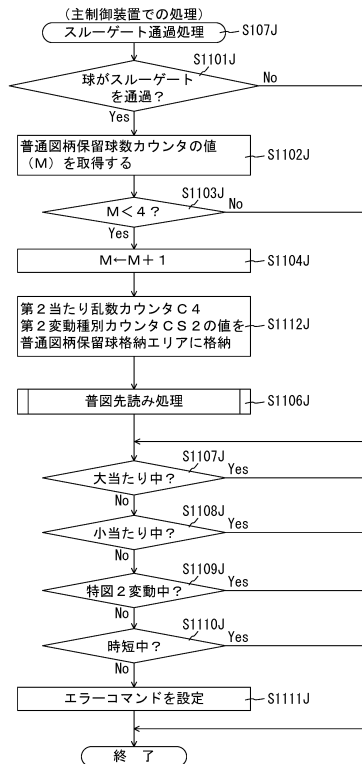 （主制御装置での処理）
スルーゲート通過処理
S107J
S1101J
球がスルーゲート
を通過？
No
Yes
普通図柄保留球数カウンタの値
（M）を取得する
S1102J
S1103J
M＜4？
No
Yes
M←M＋1
S1104J
第2当たり乱数カウンタC4
第2変動種別カウンタCS2の値を
普通図柄保留球格納エリアに格納
S1112J
普図先読み処理
S1106J
S1107J
大当たり中？
Yes
No
S1108J
小当たり中？
Yes
No
S1109J
特図2変動中？
Yes
No
S1110J
時短中？
Yes
No
エラーコマンドを設定
S1111J
終　了